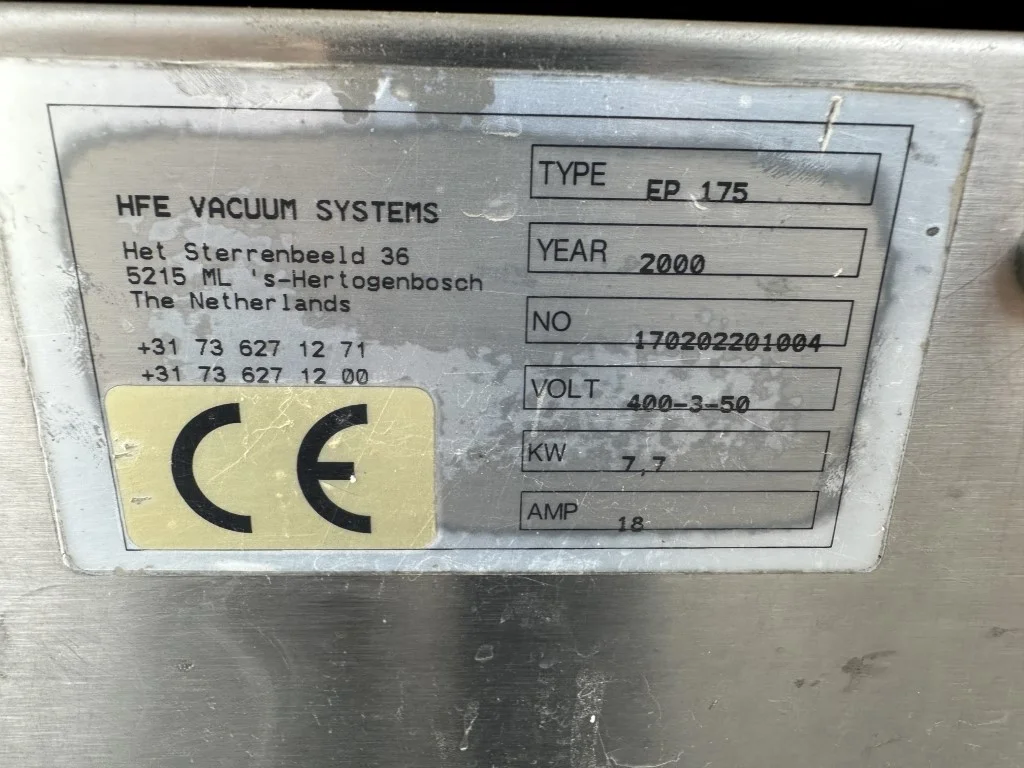 HFE VACUUM SYSTEMS
Het Sterrenbeeld 36
5215 ML 's-Hertogenbosch
The Netherlands
+31 73 627 12 71
+31 73 627 12 00
CE
TYPE EP 175
YEAR 2000
NO 170202201004
VOLT 400-3-50
KW 7,7
AMP 18